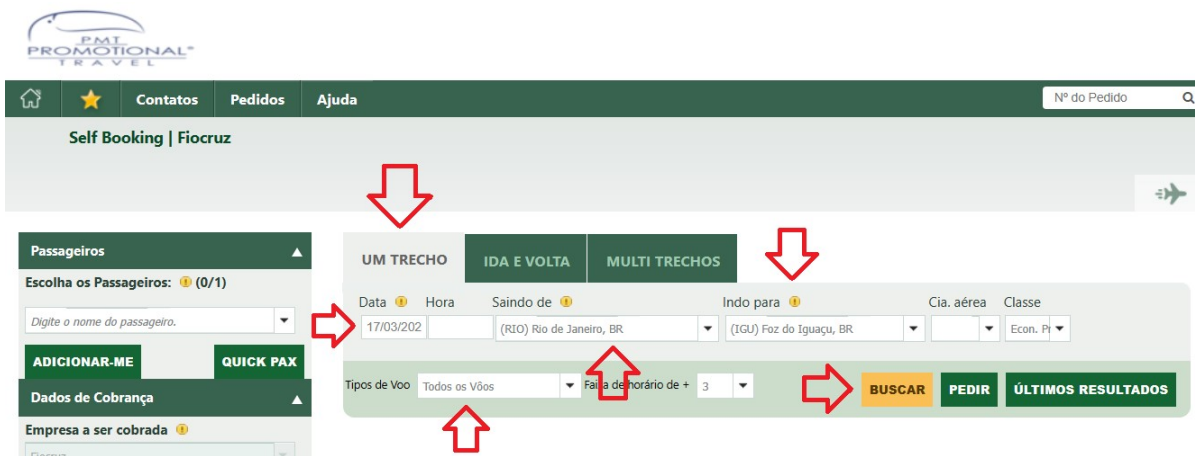 PMT
PROMOTIONAL®
TRAVEL
Contatos Pedidos Ajuda Nº do Pedido
Self Booking | Fiocruz
Passageiros
Escolha os Passageiros: (0/1)
Digite o nome do passageiro.
ADICIONAR-ME QUICK PAX
Dados de Cobrança
Empresa a ser cobrada
Fiocruz
UM TRECHO IDA E VOLTA MULTI TRECHOS
Data Hora Saindo de Indo para Cia. aérea Classe
17/03/202 (RIO) Rio de Janeiro, BR (IGU) Foz do Iguaçu, BR Econ. Pr
Tipos de Voo Todos os Vôos Faixa de horário de + 3 BUSCAR PEDIR ÚLTIMOS RESULTADOS